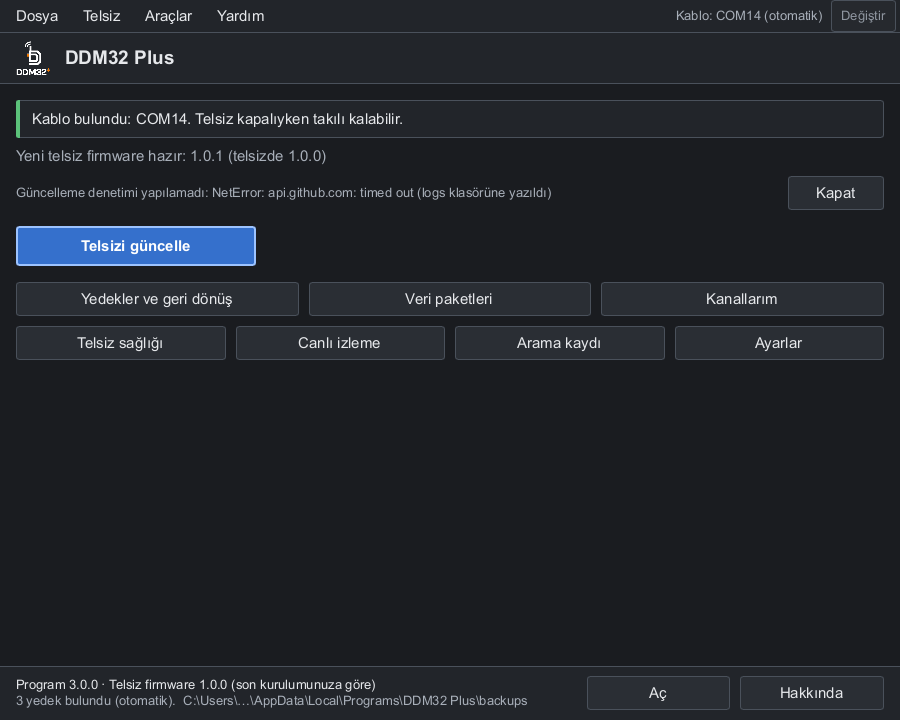 Dosya Telsiz Araçlar Yardım Kablo: COM14 (otomatik) Değiştir
DDM32+ DDM32 Plus
Kablo bulundu: COM14. Telsiz kapalıyken takılı kalabilir.
Yeni telsiz firmware hazır: 1.0.1 (telsizde 1.0.0)
Güncelleme denetimi yapılamadı: NetError: api.github.com: timed out (logs klasörüne yazıldı) Kapat
Telsizi güncelle
Yedekler ve geri dönüş Veri paketleri Kanallarım
Telsiz sağlığı Canlı izleme Arama kaydı Ayarlar
Program 3.0.0 · Telsiz firmware 1.0.0 (son kurulumunuza göre)
3 yedek bulundu (otomatik). C:\Users\...\AppData\Local\Programs\DDM32 Plus\backups
Aç Hakkında